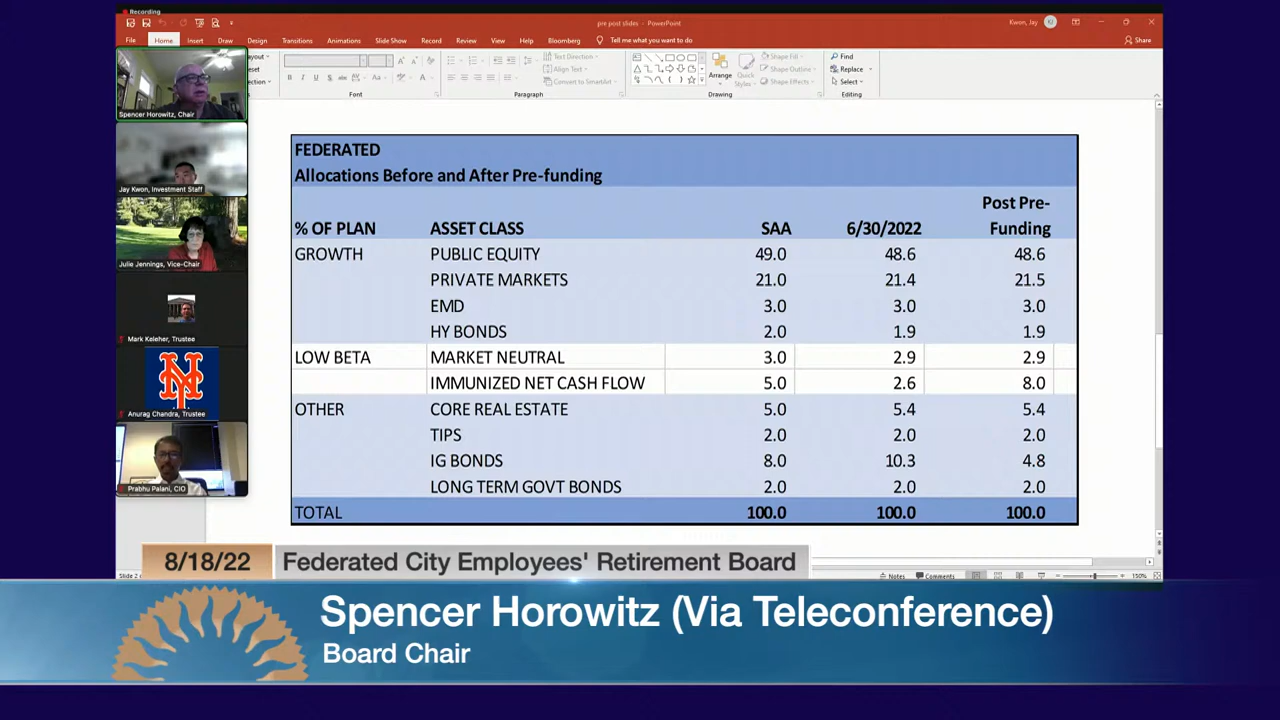 Recording
pre post slides - PowerPoint
Kwon, Jay
KJ
File Home Insert Draw Design Transitions Animations Slide Show Record Review View Help Bloomberg Tell me what you want to do Share
Text Direction
Align Text
Convert to SmartArt
Arrange
Quick
Styles
Shape Fill
Shape Outline
Shape Effects
Find
Replace
Select
Font Paragraph Drawing Editing
Spencer Horowitz, Chair
Jay Kwon, Investment Staff
Julie Jennings, Vice-Chair
Mark Keleher, Trustee
NY
Anurag Chandra, Trustee
Prabhu Palani, CIO
FEDERATED
Allocations Before and After Pre-funding
% OF PLAN ASSET CLASS SAA 6/30/2022 Post Pre-Funding
GROWTH PUBLIC EQUITY 49.0 48.6 48.6
PRIVATE MARKETS 21.0 21.4 21.5
EMD 3.0 3.0 3.0
HY BONDS 2.0 1.9 1.9
LOW BETA MARKET NEUTRAL 3.0 2.9 2.9
IMMUNIZED NET CASH FLOW 5.0 2.6 8.0
OTHER CORE REAL ESTATE 5.0 5.4 5.4
TIPS 2.0 2.0 2.0
IG BONDS 8.0 10.3 4.8
LONG TERM GOVT BONDS 2.0 2.0 2.0
TOTAL 100.0 100.0 100.0
Notes Comments 150%
8/18/22 Federated City Employees' Retirement Board
Spencer Horowitz (Via Teleconference)
Board Chair